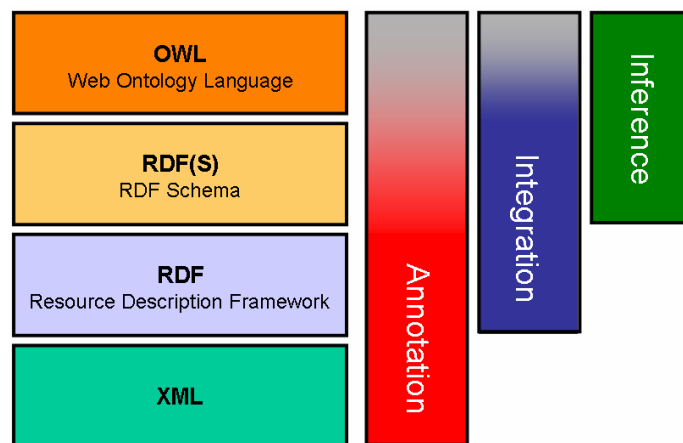 OWL
Web Ontology Language
RDF(S)
RDF Schema
RDF
Resource Description Framework
XML
Annotation
Integration
Inference